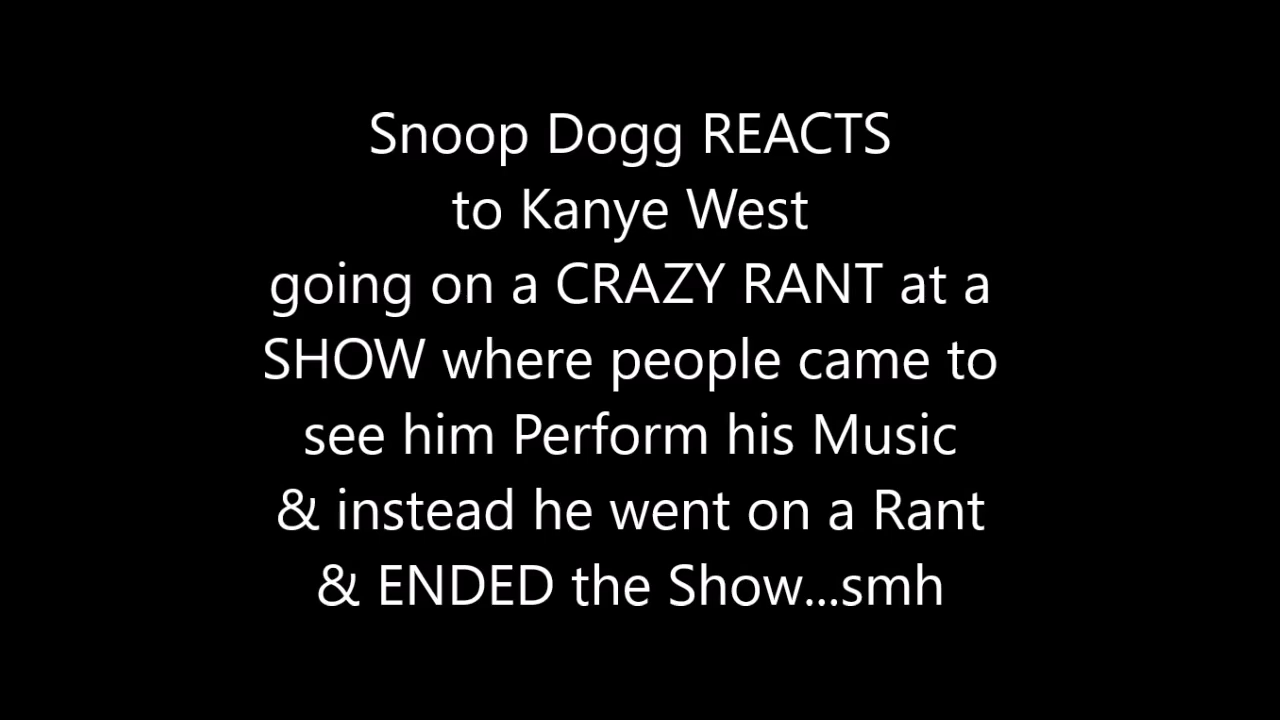 Snoop Dogg REACTS
to Kanye West
going on a CRAZY RANT at a
SHOW where people came to
see him Perform his Music
& instead he went on a Rant
& ENDED the Show...smh